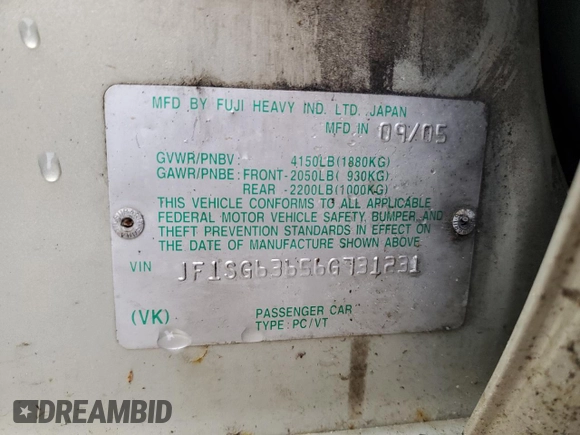 MFD BY FUJI HEAVY IND. LTD. JAPAN
MFD.IN 09/05
GVWR/PNBV: 4150LB(1880KG)
GAWR/PNBE: FRONT-2050LB( 930KG)
REAR -2200LB(1000KG)
THIS VEHICLE CONFORMS TO ALL APPLICABLE
FEDERAL MOTOR VEHICLE SAFETY, BUMPER, AND
THEFT PREVENTION STANDARDS IN EFFECT ON
THE DATE OF MANUFACTURE SHOWN ABOVE.
VIN JF1SG63656G731231
(VK) PASSENGER CAR
TYPE: PC/VT
DREAMBID